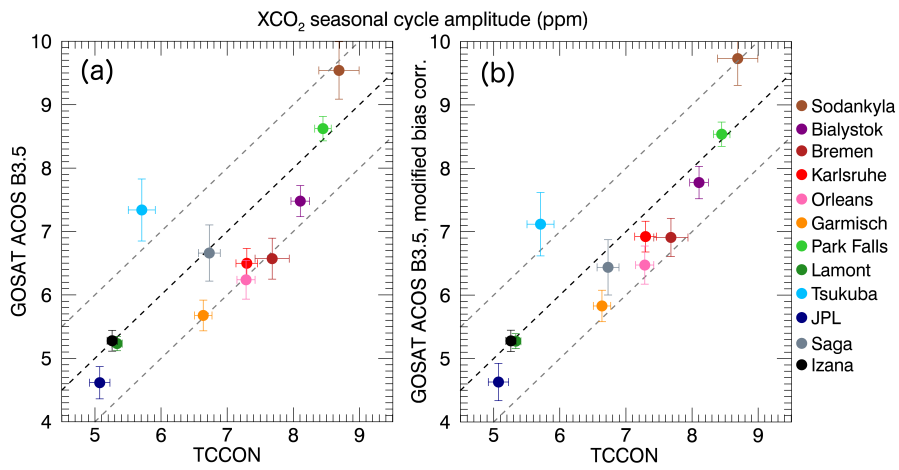 XCO₂ seasonal cycle amplitude (ppm)
(a)
GOSAT ACOS B3.5
10
9
8
7
6
5
4
5 6 7 8 9
TCCON
(b)
GOSAT ACOS B3.5, modified bias corr.
10
9
8
7
6
5
4
5 6 7 8 9
TCCON
Sodankyla
Bialystok
Bremen
Karlsruhe
Orleans
Garmisch
Park Falls
Lamont
Tsukuba
JPL
Saga
Izana